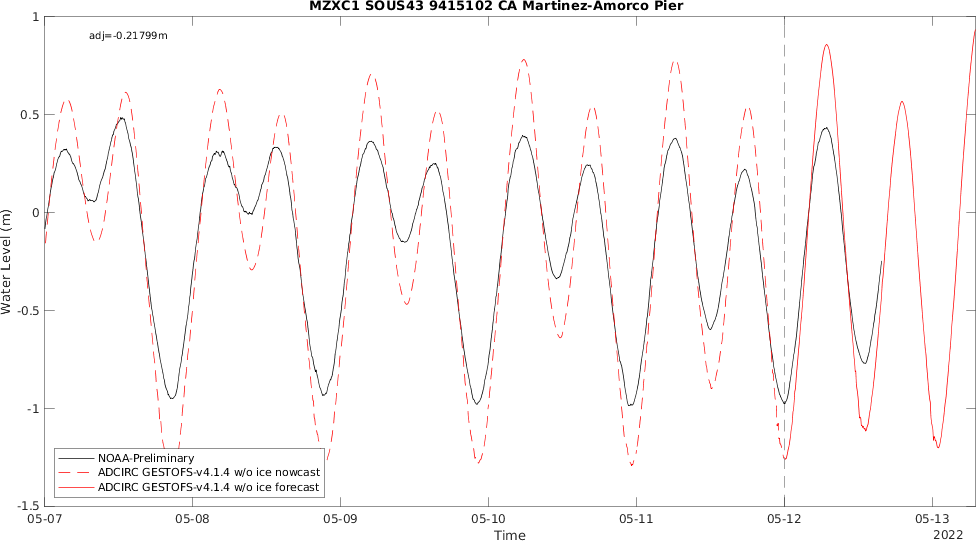 MZXC1 SOUS43 9415102 CA Martinez-Amorco Pier
adj=-0.21799m
1
0.5
0
-0.5
-1
-1.5
Water Level (m)
NOAA-Preliminary
ADCIRC GESTOFS-v4.1.4 w/o ice nowcast
ADCIRC GESTOFS-v4.1.4 w/o ice forecast
05-07 05-08 05-09 05-10 05-11 05-12 05-13
Time
2022